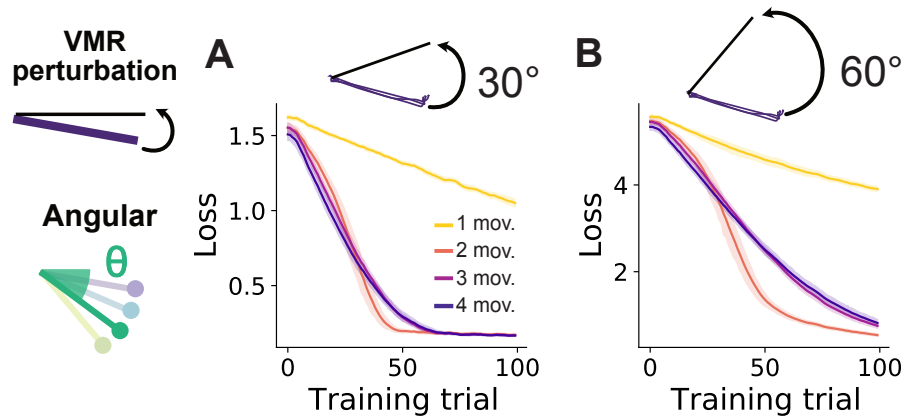 VMR
perturbation
Angular
θ
A
30°
Loss
1.5
1.0
0.5
1 mov.
2 mov.
3 mov.
4 mov.
0
50
100
Training trial
B
60°
Loss
4
2
0
50
100
Training trial